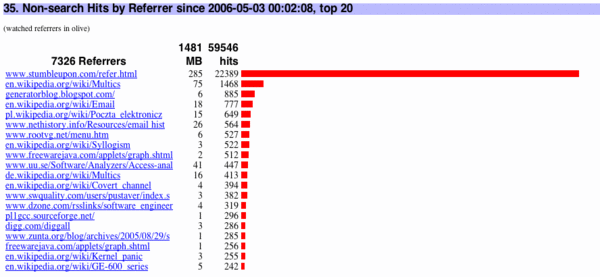 35. Non-search Hits by Referrer since 2006-05-03 00:02:08, top 20
(watched referrers in olive)
1481 59546
7326 Referrers MB hits
www.stumbleupon.com/refer.html 285 22389
en.wikipedia.org/wiki/Multics 75 1468
generatorblog.blogspot.com/ 6 885
en.wikipedia.org/wiki/Email 18 777
pl.wikipedia.org/wiki/Poczta_elektronicz 15 649
www.nethistory.info/Resources/email_hist 26 564
www.rootvg.net/menu.htm 6 527
en.wikipedia.org/wiki/Syllogism 3 522
www.freewarejava.com/applets/graph.shtml 2 512
www.uu.se/Software/Analyzers/Access-anal 41 447
de.wikipedia.org/wiki/Multics 16 413
en.wikipedia.org/wiki/Covert_channel 4 394
www.swquality.com/users/pustaver/index.s 3 382
www.dzone.com/rsslinks/software_engineer 4 319
pl1gcc.sourceforge.net/ 1 296
digg.com/diggall 3 286
www.zunta.org/blog/archives/2005/08/29/s 1 285
freewarejava.com/applets/graph.shtml 1 256
en.wikipedia.org/wiki/Kernel_panic 3 255
en.wikipedia.org/wiki/GE-600_series 5 242